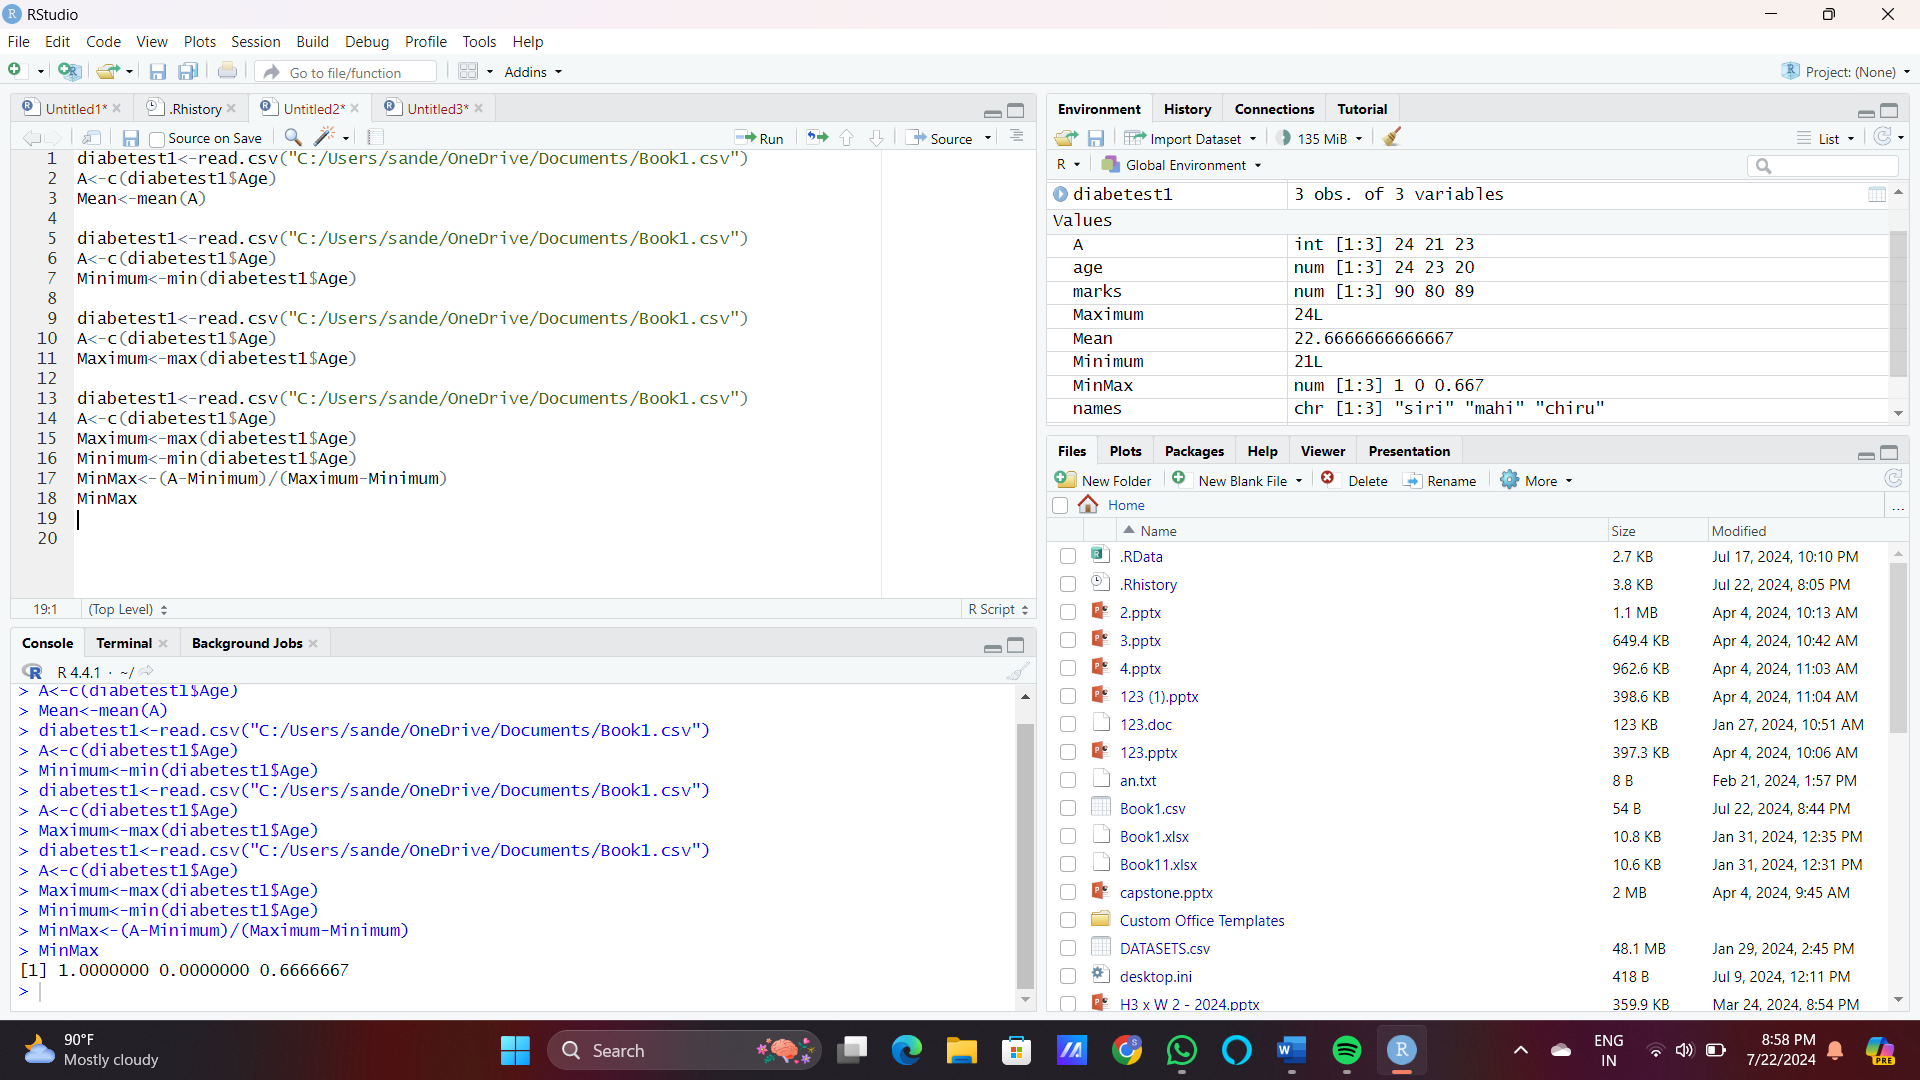 RStudio
File Edit Code View Plots Session Build Debug Profile Tools Help
Go to file/function Addins Project: (None)
Untitled1* .Rhistory Untitled2* Untitled3*
Source on Save Run Source
1 diabetest1<-read.csv("C:/Users/sande/OneDrive/Documents/Book1.csv")
2 A<-c(diabetest1$Age)
3 Mean<-mean(A)
4
5 diabetest1<-read.csv("C:/Users/sande/OneDrive/Documents/Book1.csv")
6 A<-c(diabetest1$Age)
7 Minimum<-min(diabetest1$Age)
8
9 diabetest1<-read.csv("C:/Users/sande/OneDrive/Documents/Book1.csv")
10 A<-c(diabetest1$Age)
11 Maximum<-max(diabetest1$Age)
12
13 diabetest1<-read.csv("C:/Users/sande/OneDrive/Documents/Book1.csv")
14 A<-c(diabetest1$Age)
15 Maximum<-max(diabetest1$Age)
16 Minimum<-min(diabetest1$Age)
17 MinMax<-(A-Minimum)/(Maximum-Minimum)
18 MinMax
19
20
19:1 (Top Level) R Script
Console Terminal Background Jobs
R 4.4.1 · ~/
> A<-c(diabetest1$Age)
> Mean<-mean(A)
> diabetest1<-read.csv("C:/Users/sande/OneDrive/Documents/Book1.csv")
> A<-c(diabetest1$Age)
> Minimum<-min(diabetest1$Age)
> diabetest1<-read.csv("C:/Users/sande/OneDrive/Documents/Book1.csv")
> A<-c(diabetest1$Age)
> Maximum<-max(diabetest1$Age)
> diabetest1<-read.csv("C:/Users/sande/OneDrive/Documents/Book1.csv")
> A<-c(diabetest1$Age)
> Maximum<-max(diabetest1$Age)
> Minimum<-min(diabetest1$Age)
> MinMax<-(A-Minimum)/(Maximum-Minimum)
> MinMax
[1] 1.0000000 0.0000000 0.6666667
>
Environment History Connections Tutorial
Import Dataset 135 MiB List
R Global Environment
diabetest1 3 obs. of 3 variables
Values
A int [1:3] 24 21 23
age num [1:3] 24 23 20
marks num [1:3] 90 80 89
Maximum 24L
Mean 22.6666666666667
Minimum 21L
MinMax num [1:3] 1 0 0.667
names chr [1:3] "siri" "mahi" "chiru"
Files Plots Packages Help Viewer Presentation
New Folder New Blank File Delete Rename More
Home ...
Name Size Modified
.RData 2.7 KB Jul 17, 2024, 10:10 PM
.Rhistory 3.8 KB Jul 22, 2024, 8:05 PM
2.pptx 1.1 MB Apr 4, 2024, 10:13 AM
3.pptx 649.4 KB Apr 4, 2024, 10:42 AM
4.pptx 962.6 KB Apr 4, 2024, 11:03 AM
123 (1).pptx 398.6 KB Apr 4, 2024, 11:04 AM
123.doc 123 KB Jan 27, 2024, 10:51 AM
123.pptx 397.3 KB Apr 4, 2024, 10:06 AM
an.txt 8 B Feb 21, 2024, 1:57 PM
Book1.csv 54 B Jul 22, 2024, 8:44 PM
Book1.xlsx 10.8 KB Jan 31, 2024, 12:35 PM
Book11.xlsx 10.6 KB Jan 31, 2024, 12:31 PM
capstone.pptx 2 MB Apr 4, 2024, 9:45 AM
Custom Office Templates
DATASETS.csv 48.1 MB Jan 29, 2024, 2:45 PM
desktop.ini 418 B Jul 9, 2024, 12:11 PM
H3 x W 2 - 2024.pptx 359.9 KB Mar 24, 2024, 8:54 PM
90°F
Mostly cloudy
Search
ENG
IN
8:58 PM
7/22/2024
PRE